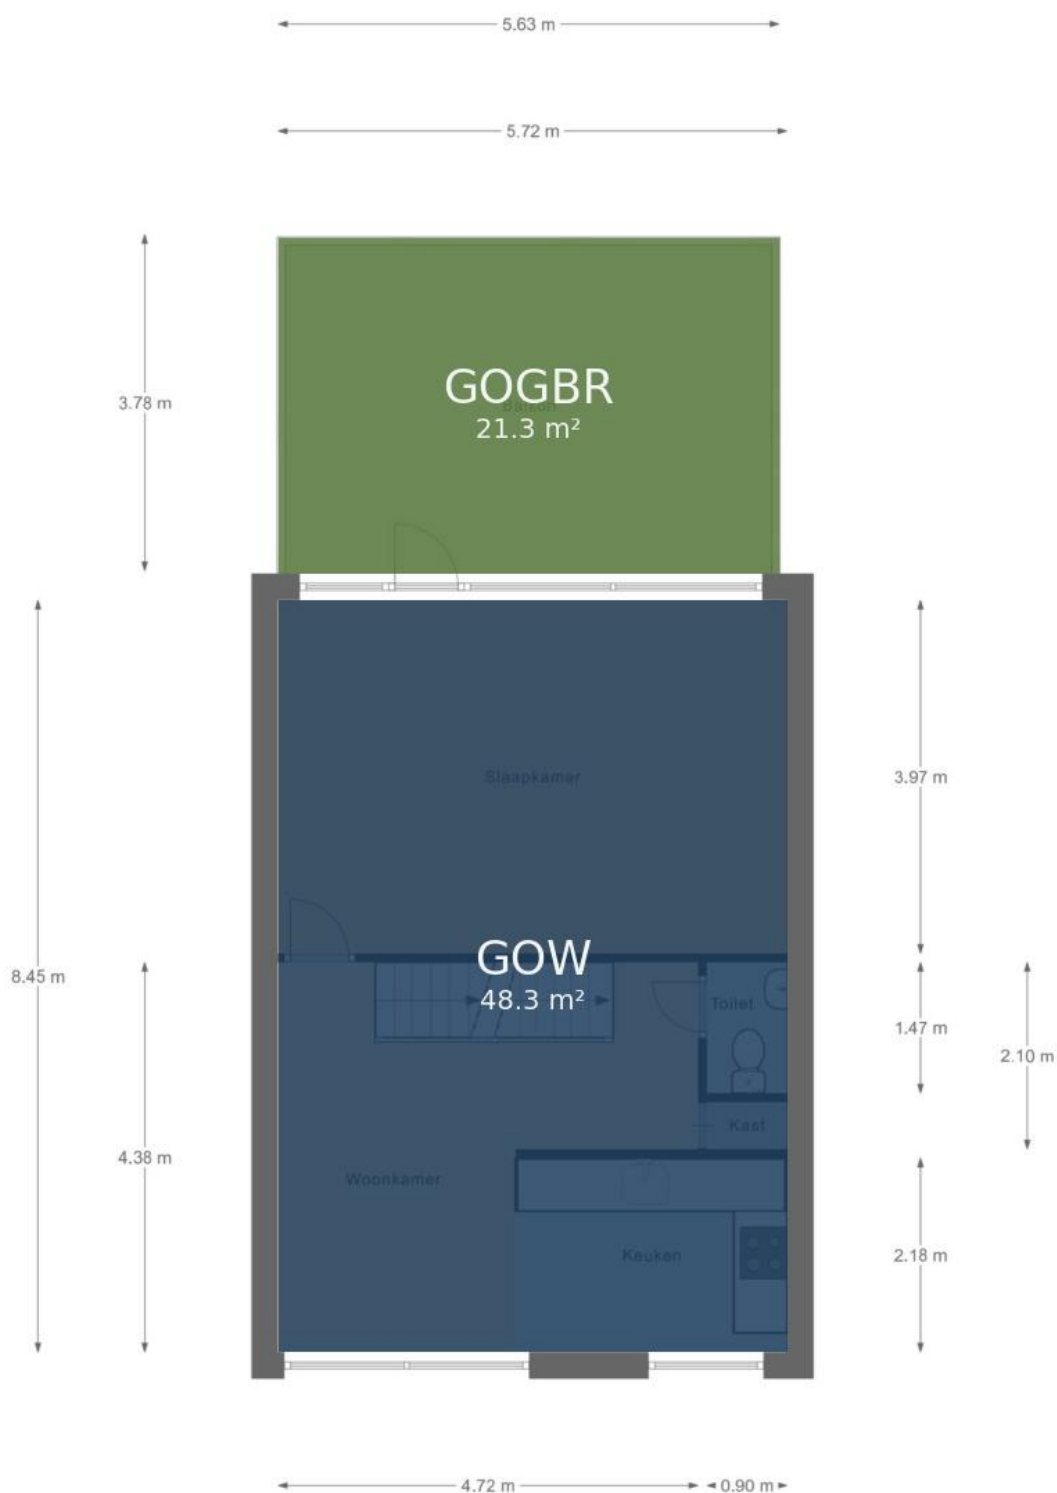 5.63 m
5.72 m
3.78 m
GOGBR
Balkon
21.3 m²
Slaapkamer
3.97 m
GOW
48.3 m²
8.45 m
Toilet
1.47 m
2.10 m
Kast
4.38 m
Woonkamer
Keuken
2.18 m
4.72 m
0.90 m